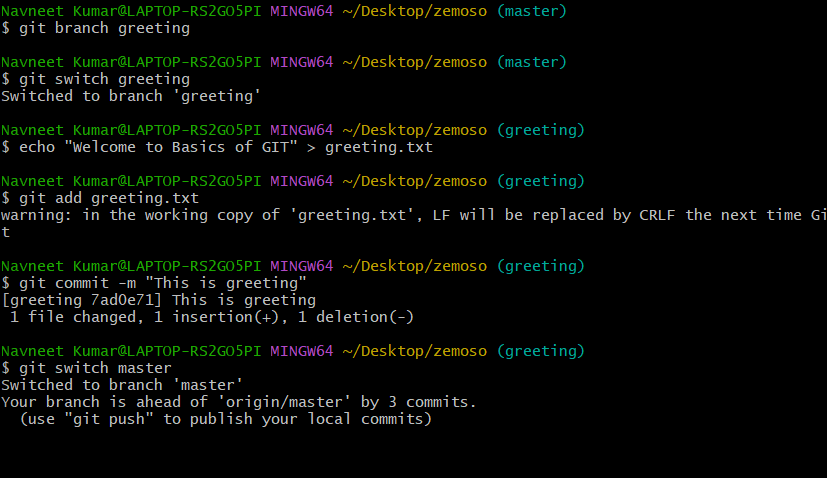 Navneet Kumar@LAPTOP-RS2GO5PI MINGW64 ~/Desktop/zemoso (master)
$ git branch greeting
Navneet Kumar@LAPTOP-RS2GO5PI MINGW64 ~/Desktop/zemoso (master)
$ git switch greeting
Switched to branch 'greeting'
Navneet Kumar@LAPTOP-RS2GO5PI MINGW64 ~/Desktop/zemoso (greeting)
$ echo "Welcome to Basics of GIT" > greeting.txt
Navneet Kumar@LAPTOP-RS2GO5PI MINGW64 ~/Desktop/zemoso (greeting)
$ git add greeting.txt
warning: in the working copy of 'greeting.txt', LF will be replaced by CRLF the next time Gi
t
Navneet Kumar@LAPTOP-RS2GO5PI MINGW64 ~/Desktop/zemoso (greeting)
$ git commit -m "This is greeting"
[greeting 7ad0e71] This is greeting
 1 file changed, 1 insertion(+), 1 deletion(-)
Navneet Kumar@LAPTOP-RS2GO5PI MINGW64 ~/Desktop/zemoso (greeting)
$ git switch master
Switched to branch 'master'
Your branch is ahead of 'origin/master' by 3 commits.
  (use "git push" to publish your local commits)